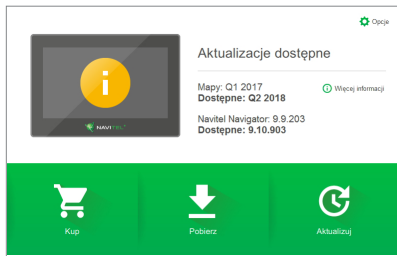 Opcje
Aktualizacje dostępne
Mapy: Q1 2017
Dostępne: Q2 2018
Więcej informacji
Navitel Navigator: 9.9.203
Dostępne: 9.10.903
NAVITEL
Kup
Pobierz
Aktualizuj